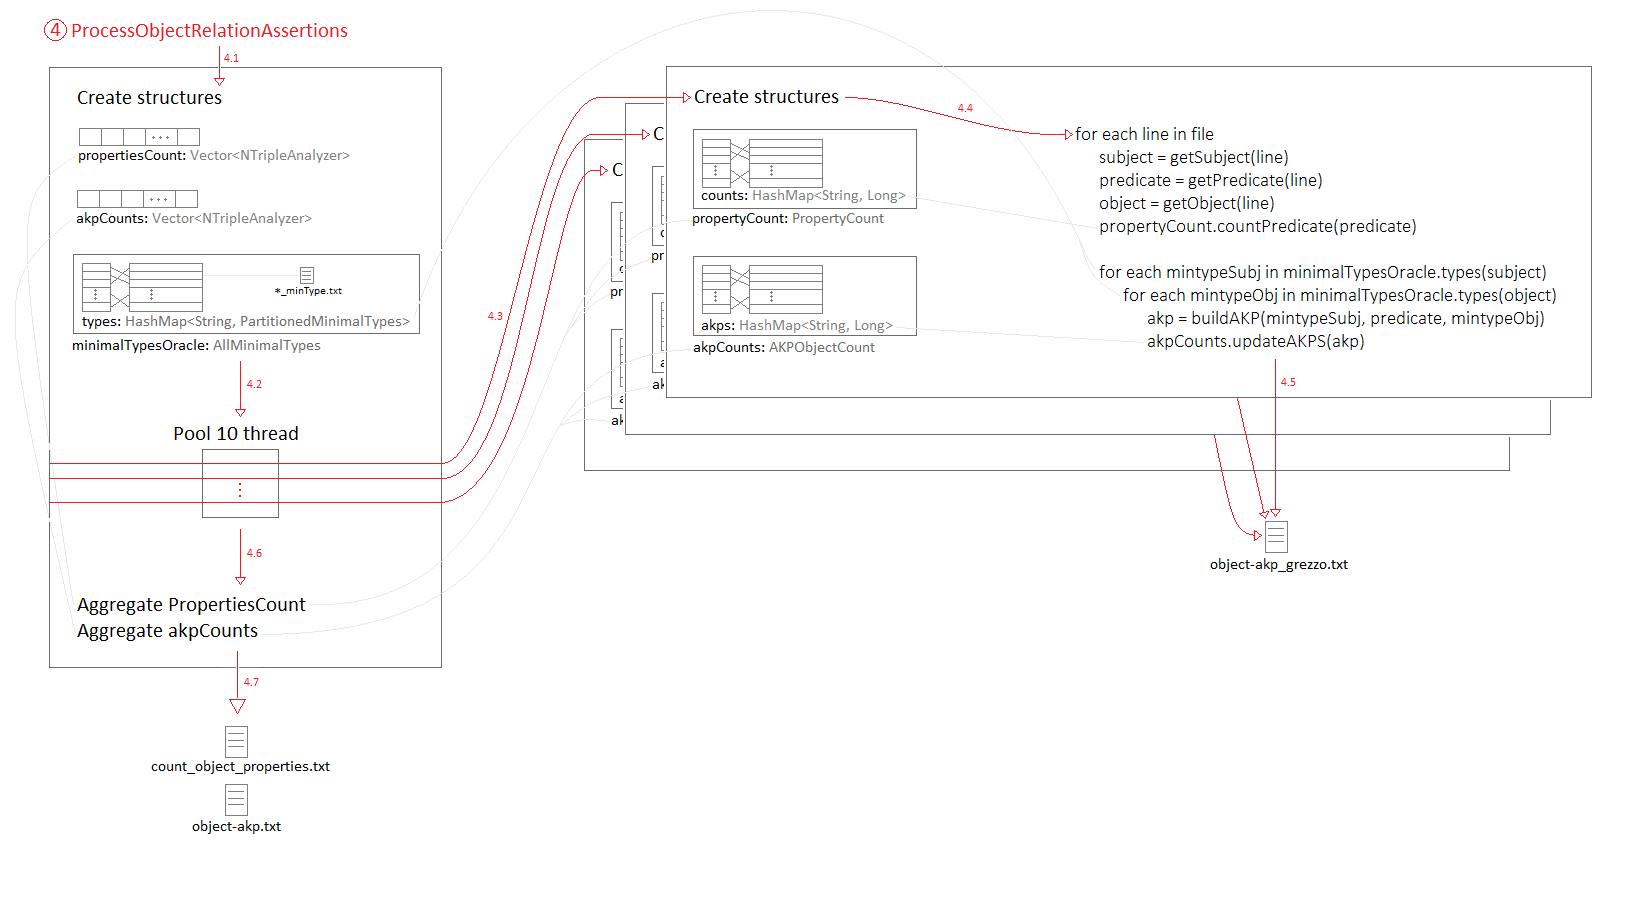 4 ProcessObjectRelationAssertions
4.1
Create structures
propertiesCount: Vector<NTripleAnalyzer>
akpCounts: Vector<NTripleAnalyzer>
*_minType.txt
types: HashMap<String, PartitionedMinimalTypes>
minimalTypesOracle: AllMinimalTypes
4.2
Pool 10 thread
4.6
Aggregate PropertiesCount
Aggregate akpCounts
4.7
count_object_properties.txt
object-akp.txt
4.3
C
pr
ak
C
pr
ak
Create structures
counts: HashMap<String, Long>
propertyCount: PropertyCount
akps: HashMap<String, Long>
akpCounts: AKPObjectCount
4.4
for each line in file
subject = getSubject(line)
predicate = getPredicate(line)
object = getObject(line)
propertyCount.countPredicate(predicate)
for each mintypeSubj in minimalTypesOracle.types(subject)
for each mintypeObj in minimalTypesOracle.types(object)
akp = buildAKP(mintypeSubj, predicate, mintypeObj)
akpCounts.updateAKPS(akp)
4.5
object-akp_grezzo.txt